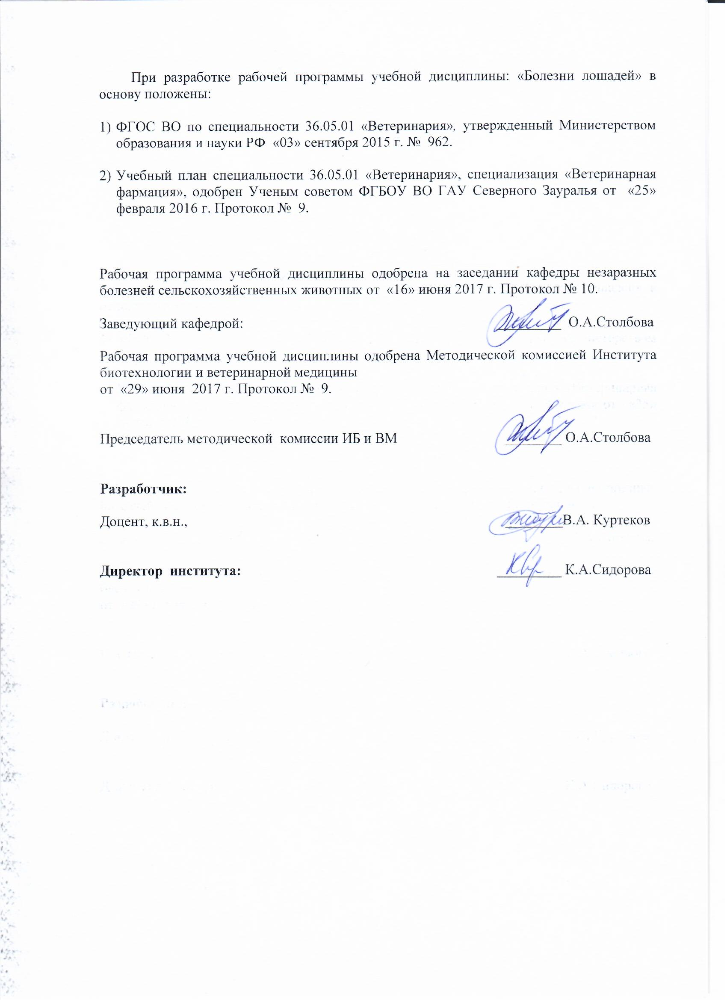 При разработке рабочей программы учебной дисциплины: «Болезни лошадей» в
основу положены:
1) ФГОС ВО по специальности 36.05.01 «Ветеринария», утвержденный Министерством
образования и науки РФ «03» сентября 2015 г. № 962.
2) Учебный план специальности 36.05.01 «Ветеринария», специализация «Ветеринарная
фармация», одобрен Ученым советом ФГБОУ ВО ГАУ Северного Зауралья от «25»
февраля 2016 г. Протокол № 9.
Рабочая программа учебной дисциплины одобрена на заседании кафедры незаразных
болезней сельскохозяйственных животных от «16» июня 2017 г. Протокол № 10.
Заведующий кафедрой: О.А.Столбова
Рабочая программа учебной дисциплины одобрена Методической комиссией Института
биотехнологии и ветеринарной медицины
от «29» июня 2017 г. Протокол № 9.
Председатель методической комиссии ИБ и ВМ О.А.Столбова
Разработчик:
Доцент, к.в.н., В.А. Куртеков
Директор института: К.А.Сидорова